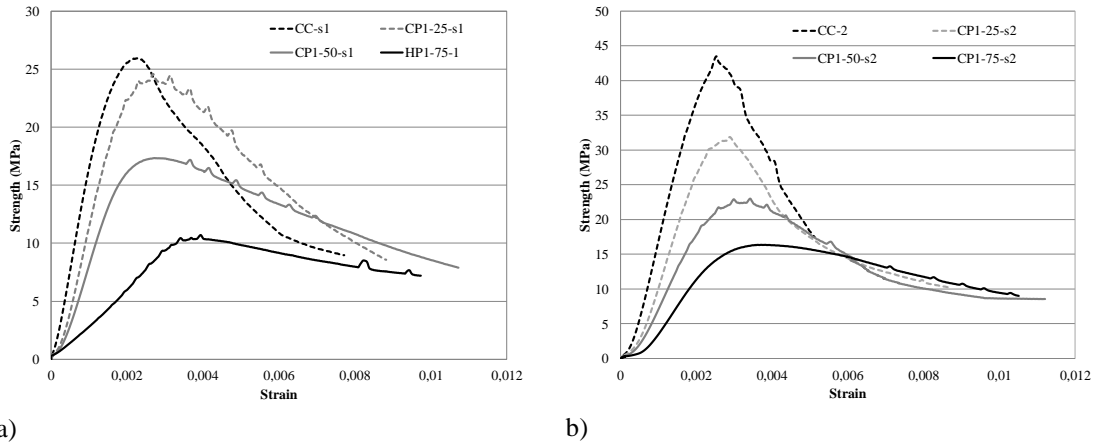 30
25
20
15
10
5
0
Strength (MPa)
CC-s1
CP1-25-s1
CP1-50-s1
HP1-75-1
0
0,002
0,004
0,006
0,008
0,01
0,012
Strain
a)
50
45
40
35
30
25
20
15
10
5
0
Strength (MPa)
CC-2
CP1-25-s2
CP1-50-s2
CP1-75-s2
0
0,002
0,004
0,006
0,008
0,01
0,012
Strain
b)